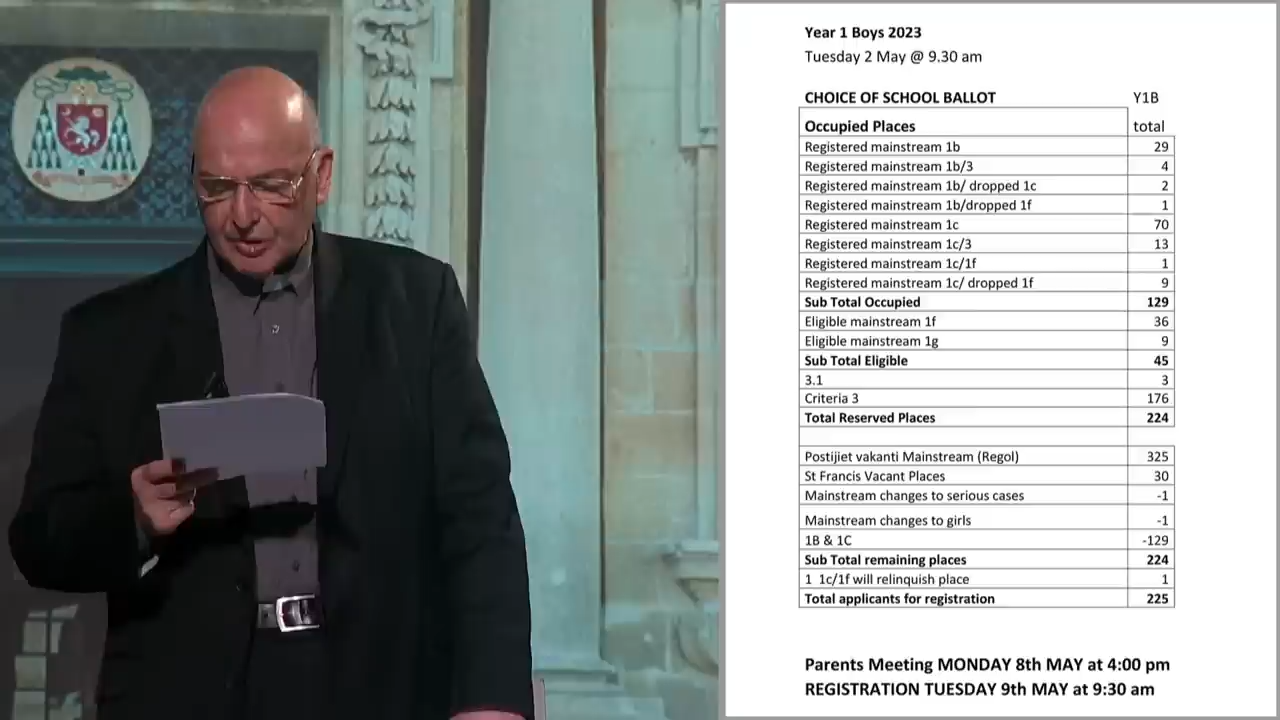 Year 1 Boys 2023
Tuesday 2 May @ 9.30 am
CHOICE OF SCHOOL BALLOT Y1B
Occupied Places total
Registered mainstream 1b 29
Registered mainstream 1b/3 4
Registered mainstream 1b/ dropped 1c 2
Registered mainstream 1b/dropped 1f 1
Registered mainstream 1c 70
Registered mainstream 1c/3 13
Registered mainstream 1c/1f 1
Registered mainstream 1c/ dropped 1f 9
Sub Total Occupied 129
Eligible mainstream 1f 36
Eligible mainstream 1g 9
Sub Total Eligible 45
3.1 3
Criteria 3 176
Total Reserved Places 224
Postijiet vakanti Mainstream (Regol) 325
St Francis Vacant Places 30
Mainstream changes to serious cases -1
Mainstream changes to girls -1
1B & 1C -129
Sub Total remaining places 224
1 1c/1f will relinquish place 1
Total applicants for registration 225
Parents Meeting MONDAY 8th MAY at 4:00 pm
REGISTRATION TUESDAY 9th MAY at 9:30 am